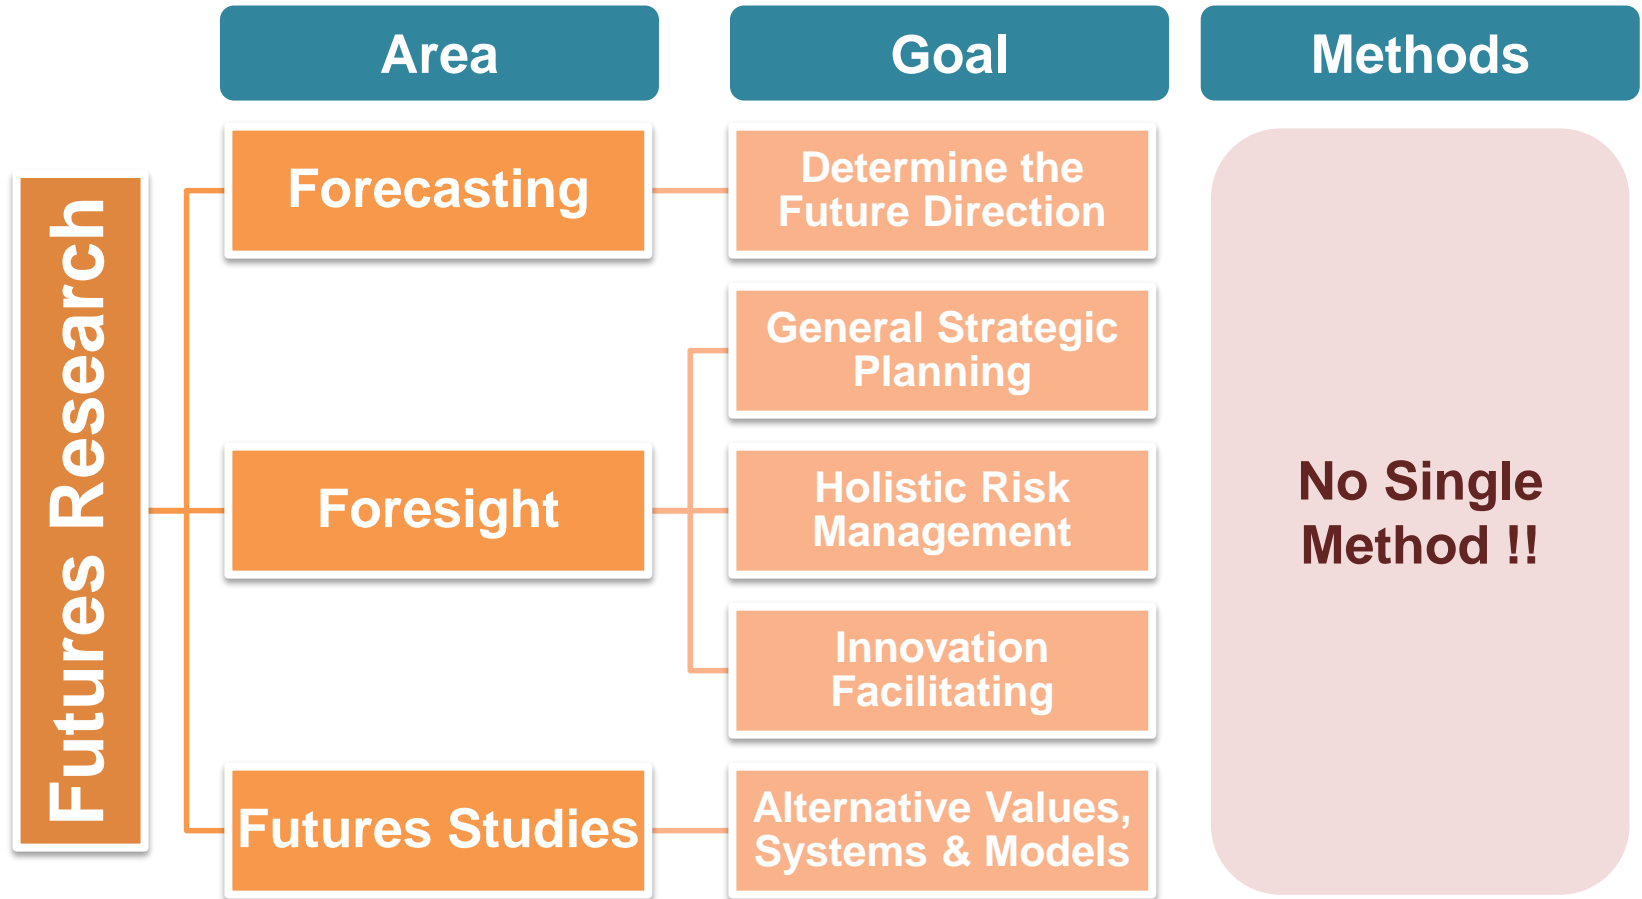 Area
Goal
Methods
Futures Research
Forecasting
Determine the
Future Direction
General Strategic
Planning
Foresight
Holistic Risk
Management
Innovation
Facilitating
Futures Studies
Alternative Values,
Systems & Models
No Single
Method !!